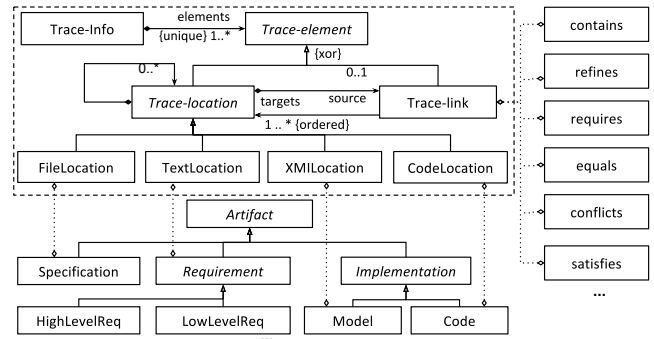 elements
Trace-Info
Trace-element
contains
{unique} 1..*
{xor}
0..*
0..1
refines
Trace-location
targets
source
Trace-link
requires
1 .. * {ordered}
FileLocation
TextLocation
XMILocation
CodeLocation
equals
Artifact
conflicts
Specification
Requirement
Implementation
satisfies
...
HighLevelReq
LowLevelReq
Model
Code
...